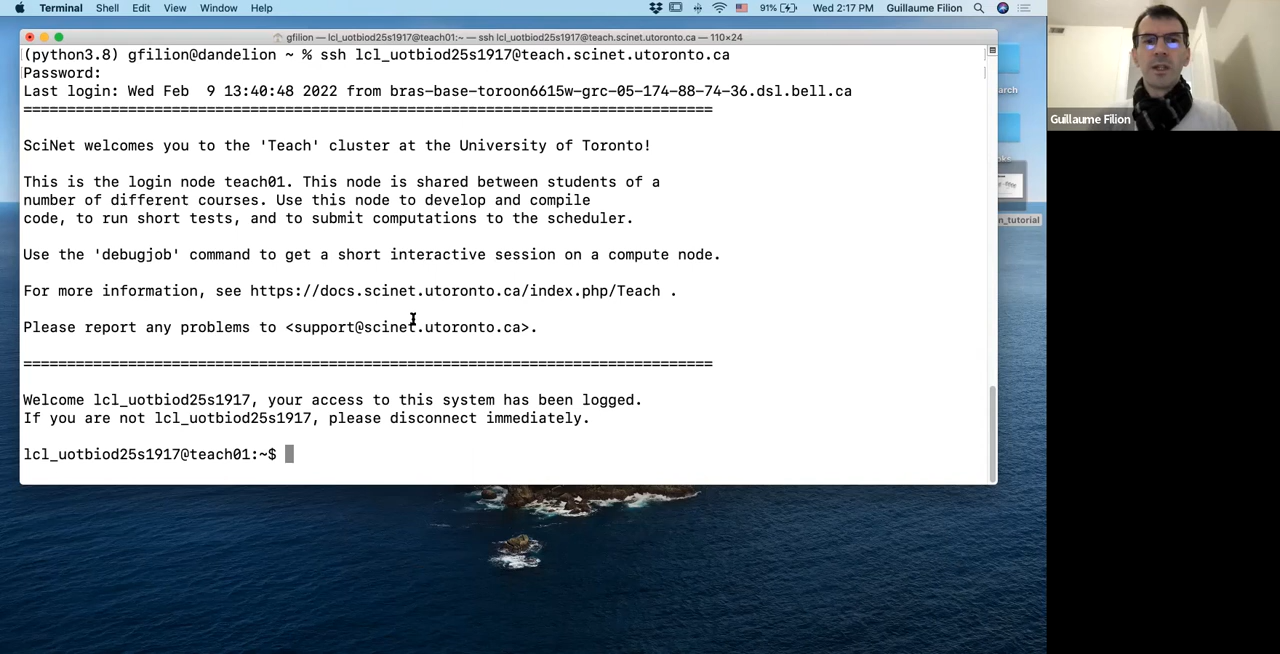 Terminal Shell Edit View Window Help 91% Wed 2:17 PM Guillaume Filion
gfilion — lcl_uotbiod25s1917@teach01:~ — ssh lcl_uotbiod25s1917@teach.scinet.utoronto.ca — 110×24
(python3.8) gfilion@dandelion ~ % ssh lcl_uotbiod25s1917@teach.scinet.utoronto.ca
Password:
Last login: Wed Feb  9 13:40:48 2022 from bras-base-toroon6615w-grc-05-174-88-74-36.dsl.bell.ca
===============================================================================
SciNet welcomes you to the 'Teach' cluster at the University of Toronto!
This is the login node teach01. This node is shared between students of a
number of different courses. Use this node to develop and compile
code, to run short tests, and to submit computations to the scheduler.
Use the 'debugjob' command to get a short interactive session on a compute node.
For more information, see https://docs.scinet.utoronto.ca/index.php/Teach .
Please report any problems to <support@scinet.utoronto.ca>.
===============================================================================
Welcome lcl_uotbiod25s1917, your access to this system has been logged.
If you are not lcl_uotbiod25s1917, please disconnect immediately.
lcl_uotbiod25s1917@teach01:~$
arch
n_tutorial
Guillaume Filion